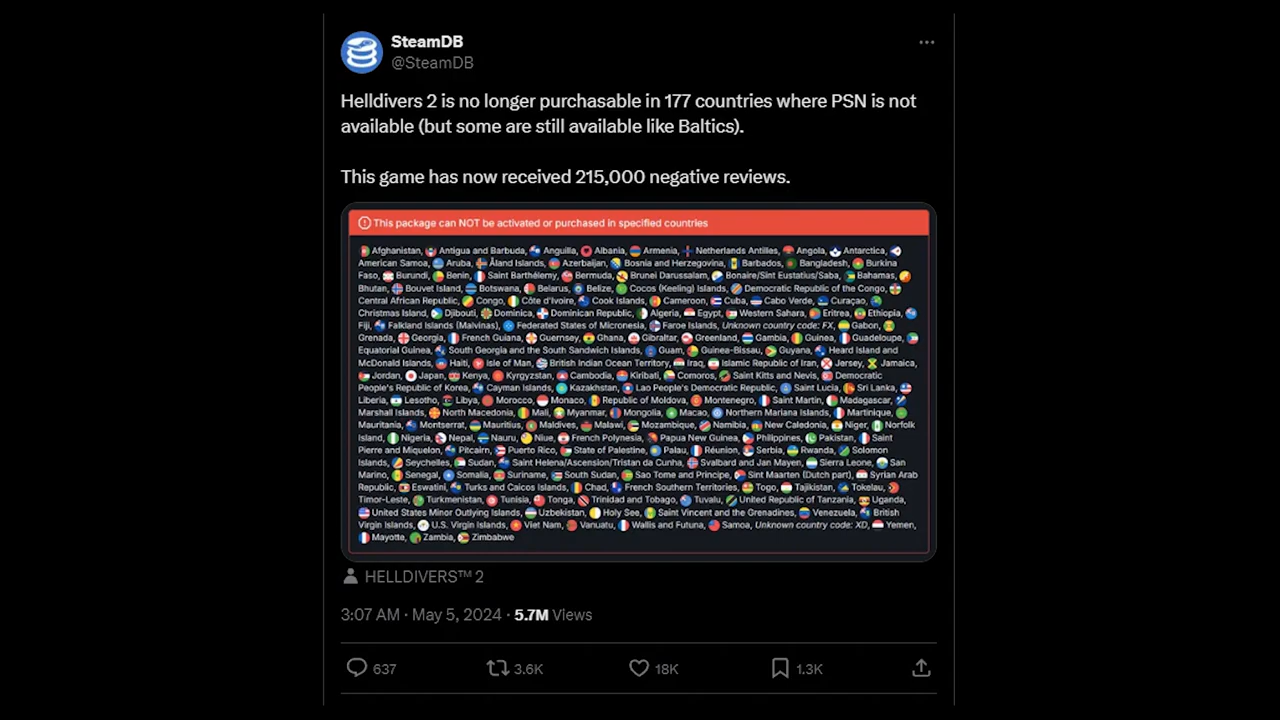 SteamDB
@SteamDB
Helldivers 2 is no longer purchasable in 177 countries where PSN is not
available (but some are still available like Baltics).
This game has now received 215,000 negative reviews.
This package can NOT be activated or purchased in specified countries
Afghanistan, Antigua and Barbuda, Anguilla, Albania, Armenia, Netherlands Antilles, Angola, Antarctica,
American Samoa, Aruba, Åland Islands, Azerbaijan, Bosnia and Herzegovina, Barbados, Bangladesh, Burkina
Faso, Burundi, Benin, Saint Barthélemy, Bermuda, Brunei Darussalam, Bonaire/Sint Eustatius/Saba, Bahamas,
Bhutan, Bouvet Island, Botswana, Belarus, Belize, Cocos (Keeling) Islands, Democratic Republic of the Congo,
Central African Republic, Congo, Côte d'Ivoire, Cook Islands, Cameroon, Cuba, Cabo Verde, Curaçao,
Christmas Island, Djibouti, Dominica, Dominican Republic, Algeria, Egypt, Western Sahara, Eritrea, Ethiopia,
Fiji, Falkland Islands (Malvinas), Federated States of Micronesia, Faroe Islands, Unknown country code: FX, Gabon,
Grenada, Georgia, French Guiana, Guernsey, Ghana, Gibraltar, Greenland, Gambia, Guinea, Guadeloupe,
Equatorial Guinea, South Georgia and the South Sandwich Islands, Guam, Guinea-Bissau, Guyana, Heard Island and
McDonald Islands, Haiti, Isle of Man, British Indian Ocean Territory, Iraq, Islamic Republic of Iran, Jersey, Jamaica,
Jordan, Japan, Kenya, Kyrgyzstan, Cambodia, Kiribati, Comoros, Saint Kitts and Nevis, Democratic
People's Republic of Korea, Cayman Islands, Kazakhstan, Lao People's Democratic Republic, Saint Lucia, Sri Lanka,
Liberia, Lesotho, Libya, Morocco, Monaco, Republic of Moldova, Montenegro, Saint Martin, Madagascar,
Marshall Islands, North Macedonia, Mali, Myanmar, Mongolia, Macao, Northern Mariana Islands, Martinique,
Mauritania, Montserrat, Mauritius, Maldives, Malawi, Mozambique, Namibia, New Caledonia, Niger, Norfolk
Island, Nigeria, Nepal, Nauru, Niue, French Polynesia, Papua New Guinea, Philippines, Pakistan, Saint
Pierre and Miquelon, Pitcairn, Puerto Rico, State of Palestine, Palau, Réunion, Serbia, Rwanda, Solomon
Islands, Seychelles, Sudan, Saint Helena/Ascension/Tristan da Cunha, Svalbard and Jan Mayen, Sierra Leone, San
Marino, Senegal, Somalia, Suriname, South Sudan, Sao Tome and Principe, Sint Maarten (Dutch part), Syrian Arab
Republic, Eswatini, Turks and Caicos Islands, Chad, French Southern Territories, Togo, Tajikistan, Tokelau,
Timor-Leste, Turkmenistan, Tunisia, Tonga, Trinidad and Tobago, Tuvalu, United Republic of Tanzania, Uganda,
United States Minor Outlying Islands, Uzbekistan, Holy See, Saint Vincent and the Grenadines, Venezuela, British
Virgin Islands, U.S. Virgin Islands, Viet Nam, Vanuatu, Wallis and Futuna, Samoa, Unknown country code: XD, Yemen,
Mayotte, Zambia, Zimbabwe
HELLDIVERS™ 2
3:07 AM · May 5, 2024 · 5.7M Views
637 3.6K 18K 1.3K